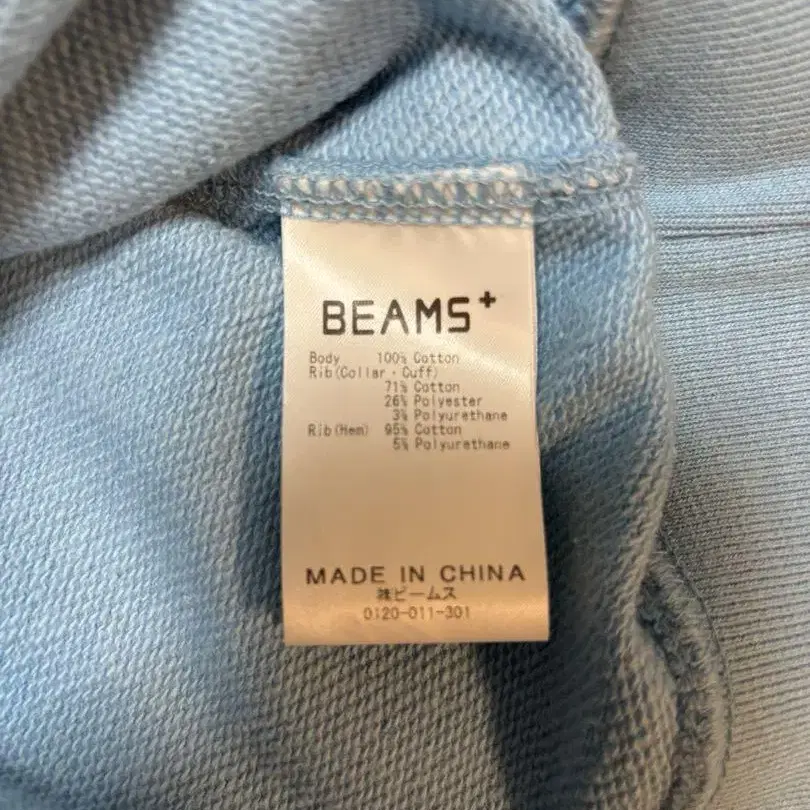 BEAMS+
Body 100% Cotton
Rib(Collar・Cuff)
71% Cotton
26% Polyester
3% Polyurethane
Rib(Hem) 95% Cotton
5% Polyurethane
MADE IN CHINA
㈱ビームス
0120-011-301